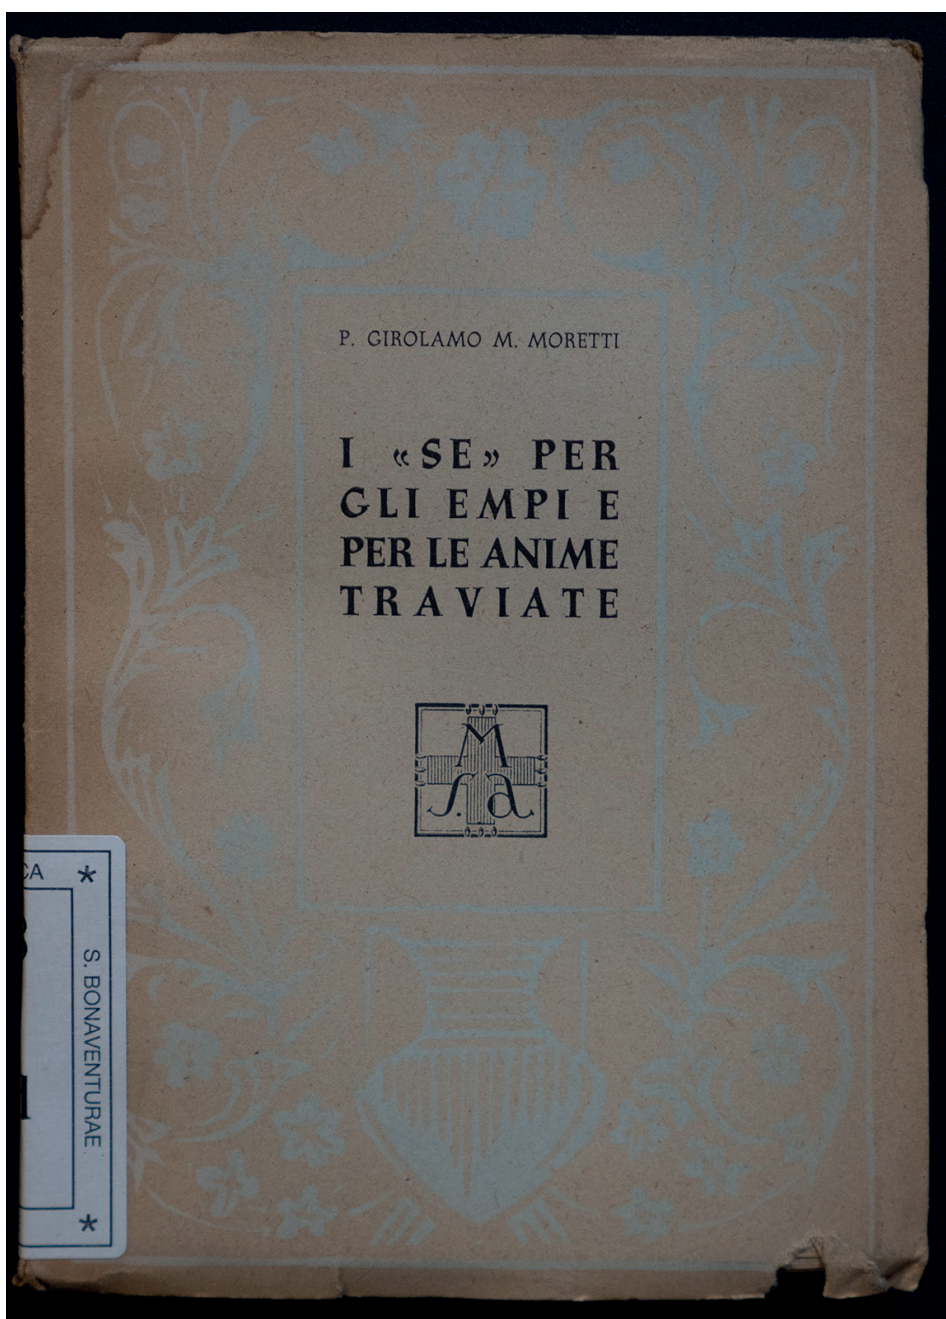 P. GIROLAMO M. MORETTI
I «SE» PER
GLI EMPI E
PER LE ANIME
TRAVIATE
M
S. a
CA
S. BONAVENTURAE